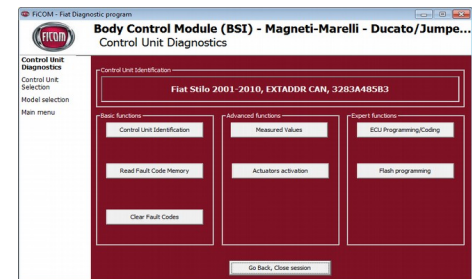 FiCOM - Fiat Diagnostic program
FICOM
Body Control Module (BSI) - Magneti-Marelli - Ducato/Jumpe...
Control Unit Diagnostics
Control Unit Diagnostics
Control Unit Selection
Model selection
Main menu
Control Unit Identification
Fiat Stilo 2001-2010, EXTADDR CAN, 3283A485B3
Basic functions
Advanced functions
Expert functions
Control Unit Identification
Measured Values
ECU Programming/Coding
Read Fault Code Memory
Actuators activation
Flash programming
Clear Fault Codes
Go Back, Close session